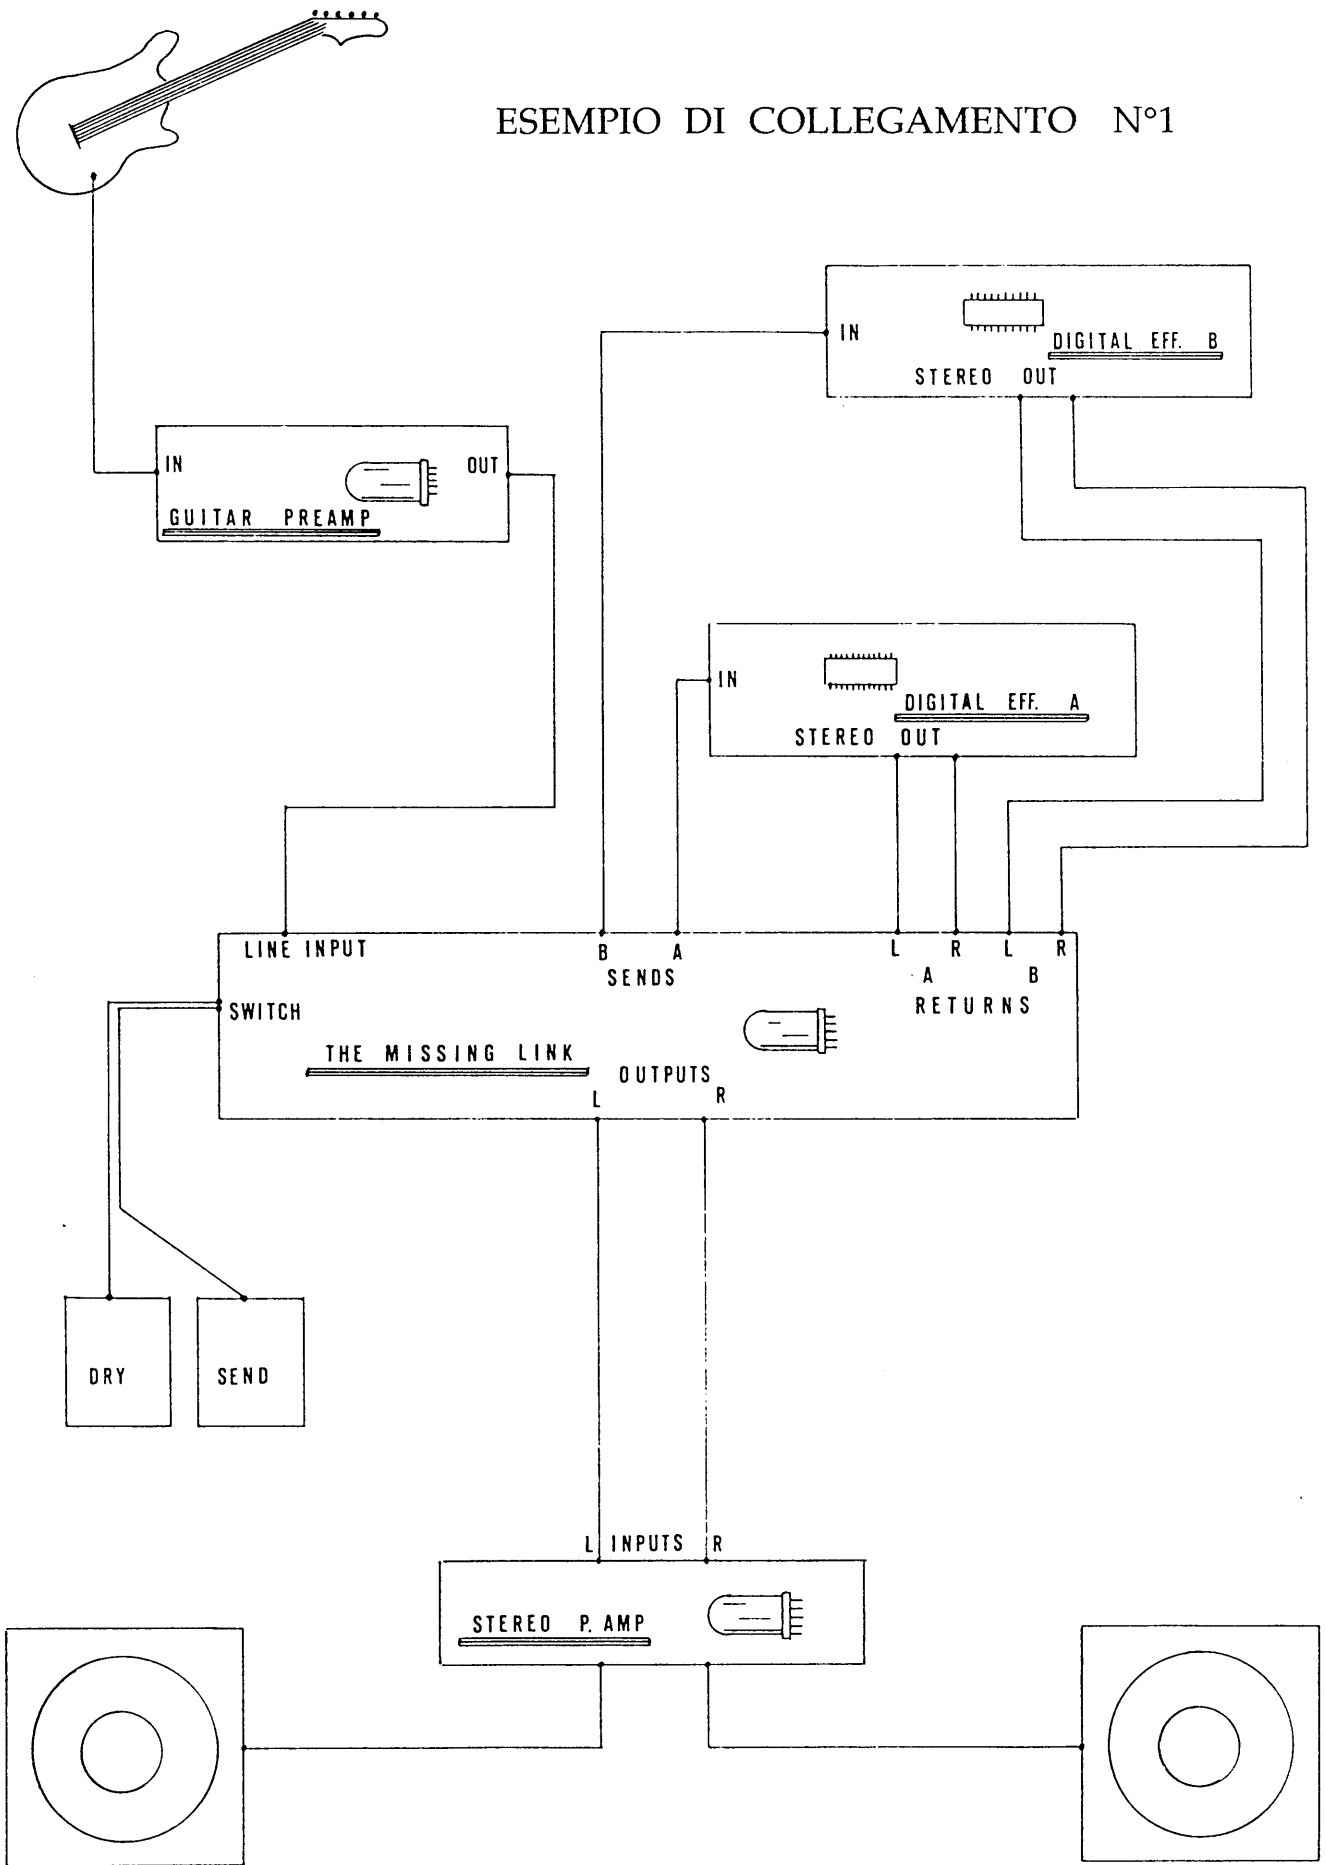 ESEMPIO DI COLLEGAMENTO N°1
IN
DIGITAL EFF. B
STEREO OUT
IN
OUT
GUITAR PREAMP
IN
DIGITAL EFF. A
STEREO OUT
LINE INPUT
B A
SENDS
L R L R
A B
RETURNS
SWITCH
THE MISSING LINK
OUTPUTS
L R
DRY
SEND
L INPUTS R
STEREO P. AMP